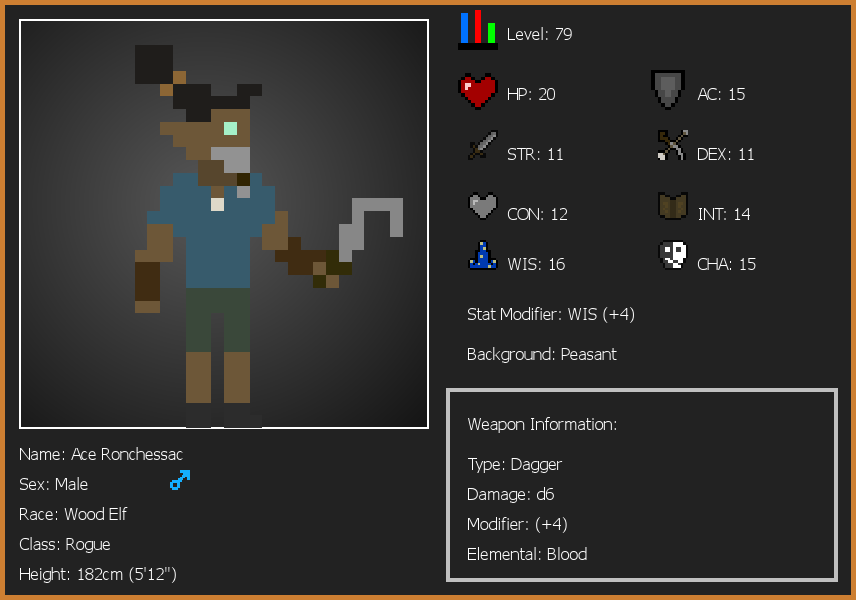 Level: 79
HP: 20
AC: 15
STR: 11
DEX: 11
CON: 12
INT: 14
WIS: 16
CHA: 15
Stat Modifier: WIS (+4)
Background: Peasant
Weapon Information:
Type: Dagger
Damage: d6
Modifier: (+4)
Elemental: Blood
Name: Ace Ronchessac
Sex: Male
Race: Wood Elf
Class: Rogue
Height: 182cm (5'12")